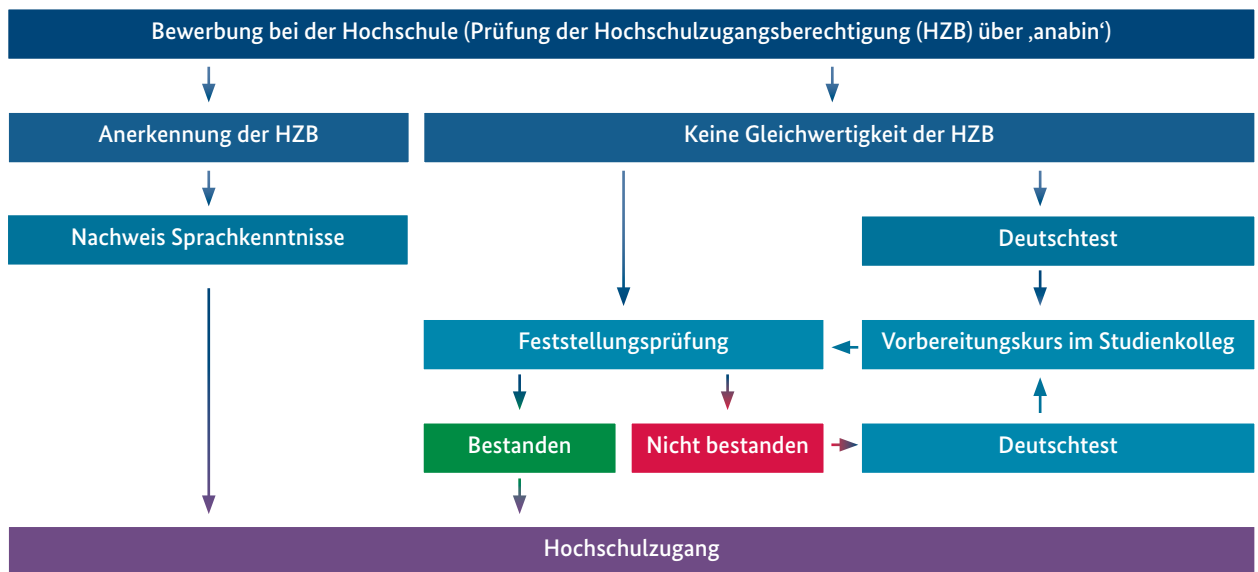 Bewerbung bei der Hochschule (Prüfung der Hochschulzugangsberechtigung (HZB) über ‚anabin‘)
Anerkennung der HZB
Keine Gleichwertigkeit der HZB
Nachweis Sprachkenntnisse
Deutschtest
Feststellungsprüfung
Vorbereitungskurs im Studienkolleg
Bestanden
Nicht bestanden
Deutschtest
Hochschulzugang